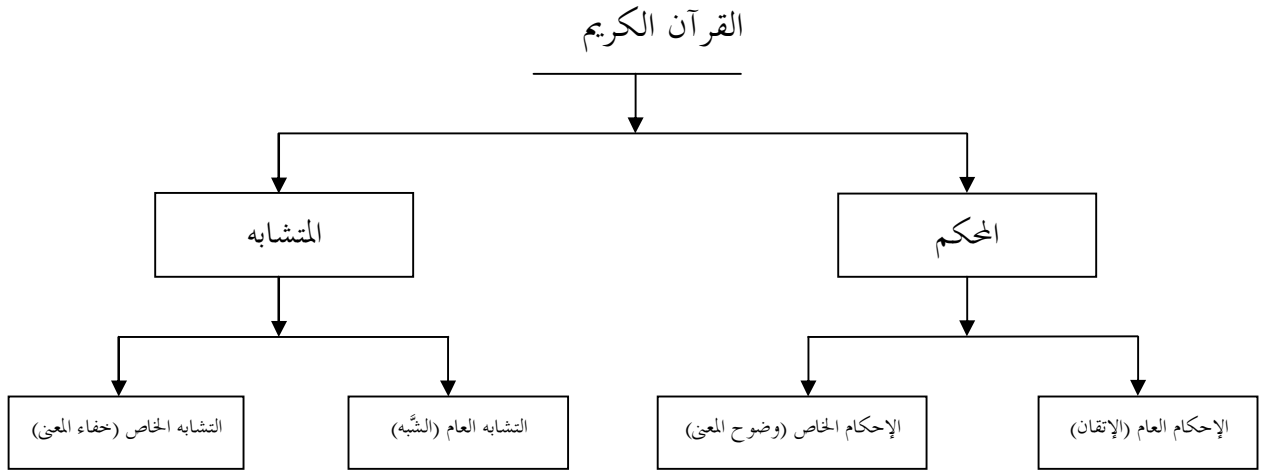 القرآن الكريم
المحكم
المتشابه
الإحكام العام (الإتقان)
الإحكام الخاص (وضوح المعنى)
التشابه العام (الشَّبه)
التشابه الخاص (خفاء المعنى)